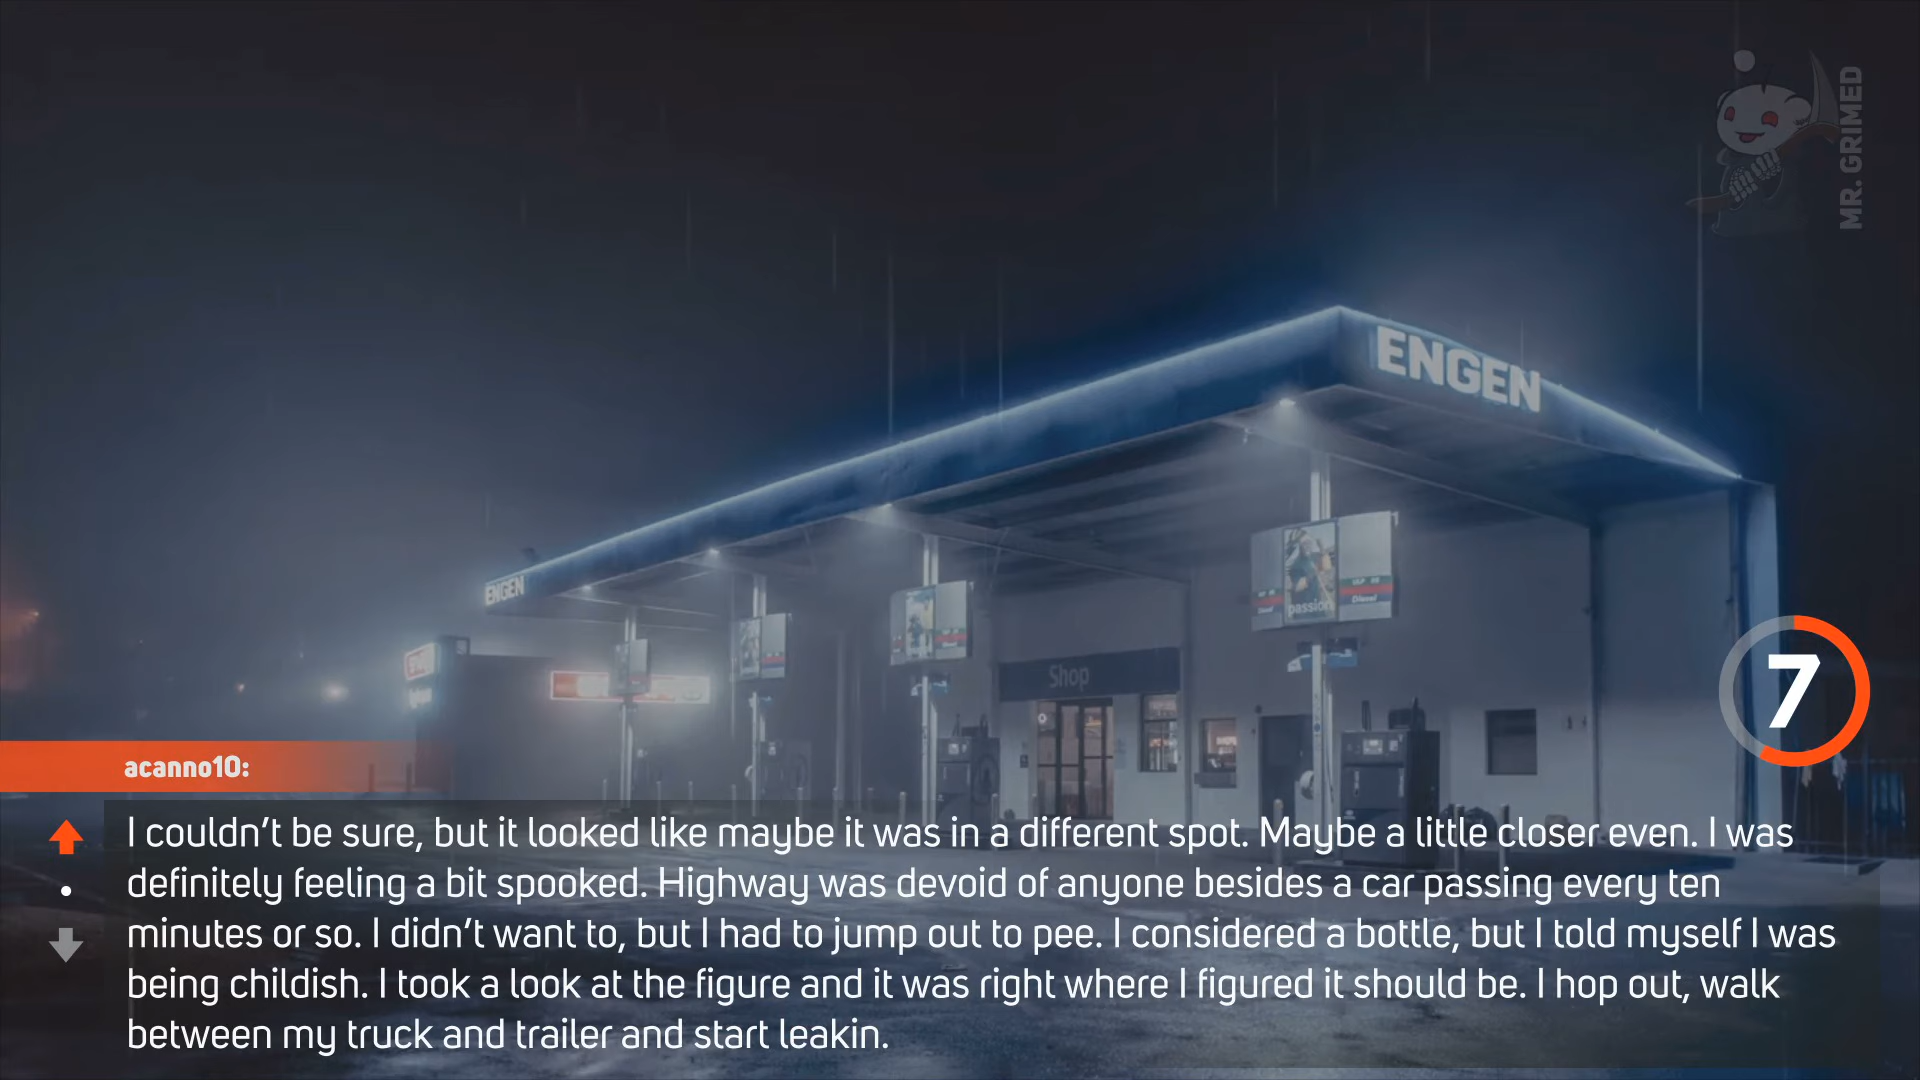 MR. GRIMED
ENGEN
ENGEN
passion
Diesel
Shop
7
acanno10:
I couldn't be sure, but it looked like maybe it was in a different spot. Maybe a little closer even. I was
definitely feeling a bit spooked. Highway was devoid of anyone besides a car passing every ten
minutes or so. I didn't want to, but I had to jump out to pee. I considered a bottle, but I told myself I was
being childish. I took a look at the figure and it was right where I figured it should be. I hop out, walk
between my truck and trailer and start leakin.